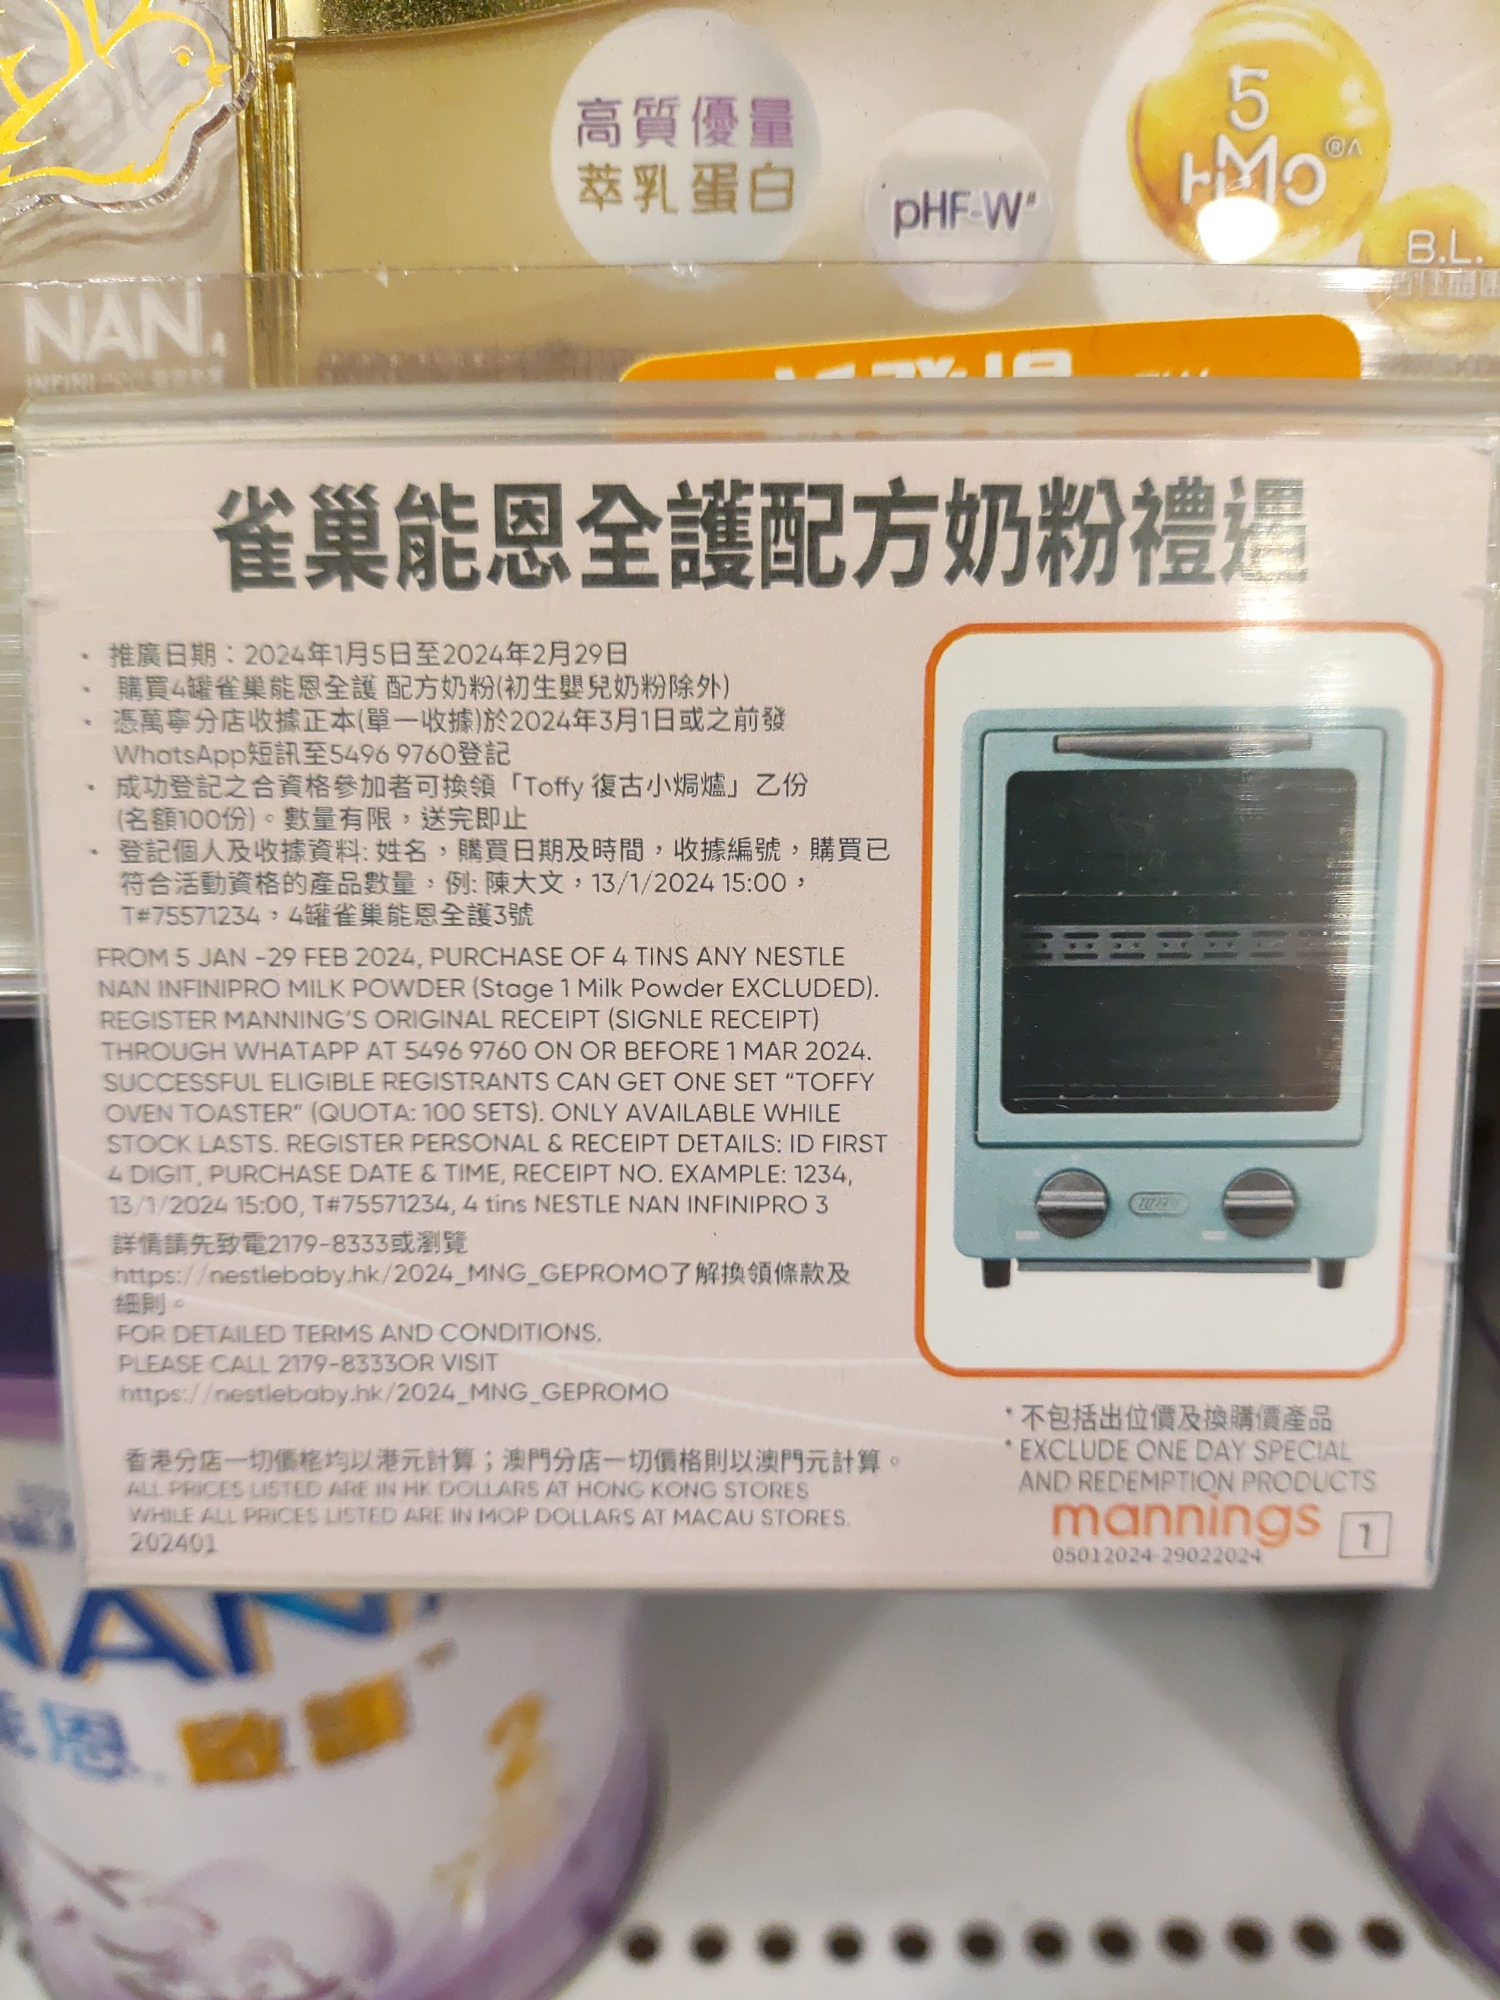 高質優量
萃乳蛋白
pHF-W#
5
HMO®^
B.L.
NAN 4
雀巢能恩全護配方奶粉禮遇
· 推廣日期：2024年1月5日至2024年2月29日
· 購買4罐雀巢能恩全護 配方奶粉(初生嬰兒奶粉除外)
· 憑萬寧分店收據正本(單一收據)於2024年3月1日或之前發
WhatsApp短訊至5496 9760登記
· 成功登記之合資格參加者可換領「Toffy 復古小焗爐」乙份
(名額100份)。數量有限，送完即止
· 登記個人及收據資料: 姓名，購買日期及時間，收據編號，購買已
符合活動資格的產品數量，例: 陳大文，13/1/2024 15:00，
T#75571234，4罐雀巢能恩全護3號
FROM 5 JAN -29 FEB 2024, PURCHASE OF 4 TINS ANY NESTLE
NAN INFINIPRO MILK POWDER (Stage 1 Milk Powder EXCLUDED).
REGISTER MANNING'S ORIGINAL RECEIPT (SIGNLE RECEIPT)
THROUGH WHATAPP AT 5496 9760 ON OR BEFORE 1 MAR 2024.
SUCCESSFUL ELIGIBLE REGISTRANTS CAN GET ONE SET "TOFFY
OVEN TOASTER" (QUOTA: 100 SETS). ONLY AVAILABLE WHILE
STOCK LASTS. REGISTER PERSONAL & RECEIPT DETAILS: ID FIRST
4 DIGIT, PURCHASE DATE & TIME, RECEIPT NO. EXAMPLE: 1234,
13/1/2024 15:00, T#75571234, 4 tins NESTLE NAN INFINIPRO 3
詳情請先致電2179-8333或瀏覽
https://nestlebaby.hk/2024_MNG_GEPROMO了解換領條款及
細則。
FOR DETAILED TERMS AND CONDITIONS.
PLEASE CALL 2179-8333OR VISIT
https://nestlebaby.hk/2024_MNG_GEPROMO
香港分店一切價格均以港元計算；澳門分店一切價格則以澳門元計算。
ALL PRICES LISTED ARE IN HK DOLLARS AT HONG KONG STORES
WHILE ALL PRICES LISTED ARE IN MOP DOLLARS AT MACAU STORES.
202401
* 不包括出位價及換購價產品
* EXCLUDE ONE DAY SPECIAL
AND REDEMPTION PRODUCTS
mannings
05012024-29022024
1
NAN
能恩
2